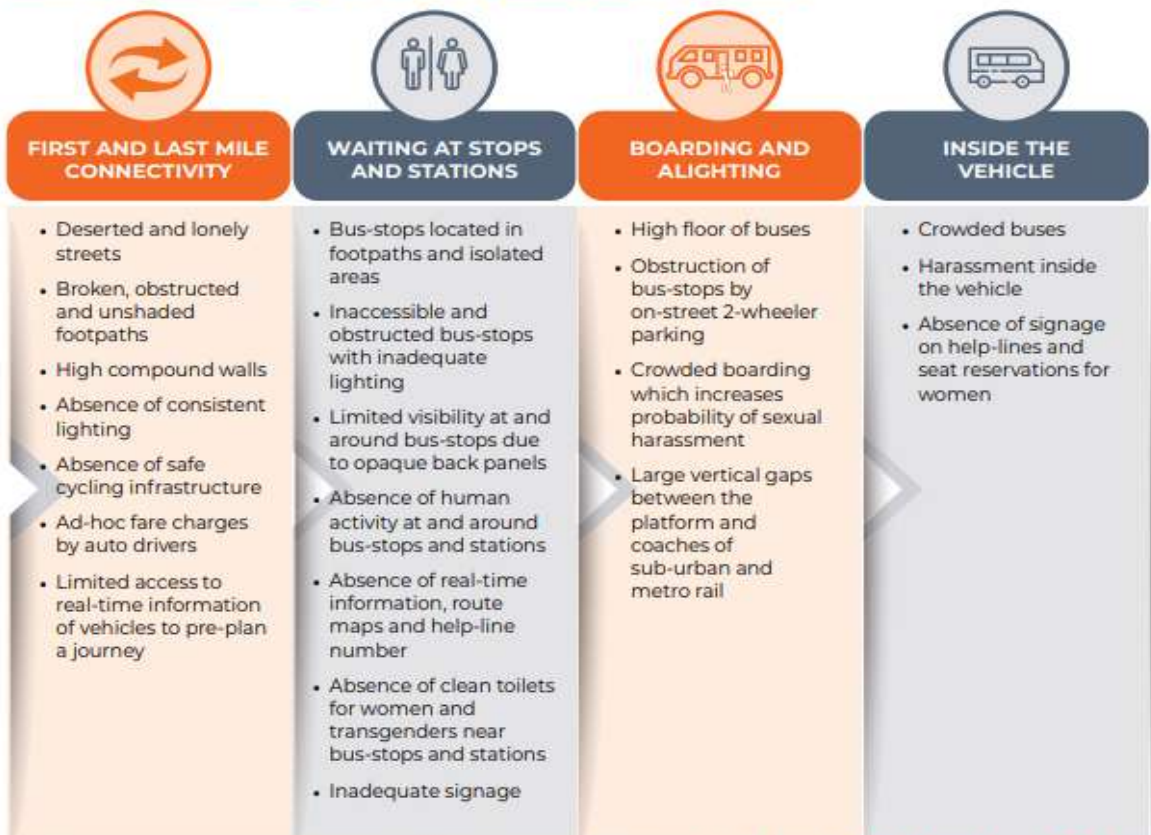 FIRST AND LAST MILE
CONNECTIVITY
• Deserted and lonely
streets
• Broken, obstructed
and unshaded
footpaths
• High compound walls
• Absence of consistent
lighting
• Absence of safe
cycling infrastructure
• Ad-hoc fare charges
by auto drivers
• Limited access to
real-time information
of vehicles to pre-plan
a journey
WAITING AT STOPS
AND STATIONS
• Bus-stops located in
footpaths and isolated
areas
• Inaccessible and
obstructed bus-stops
with inadequate
lighting
• Limited visibility at and
around bus-stops due
to opaque back panels
• Absence of human
activity at and around
bus-stops and stations
• Absence of real-time
information, route
maps and help-line
number
• Absence of clean toilets
for women and
transgenders near
bus-stops and stations
• Inadequate signage
BOARDING AND
ALIGHTING
• High floor of buses
• Obstruction of
bus-stops by
on-street 2-wheeler
parking
• Crowded boarding
which increases
probability of sexual
harassment
• Large vertical gaps
between the
platform and
coaches of
sub-urban and
metro rail
INSIDE THE
VEHICLE
• Crowded buses
• Harassment inside
the vehicle
• Absence of signage
on help-lines and
seat reservations for
women